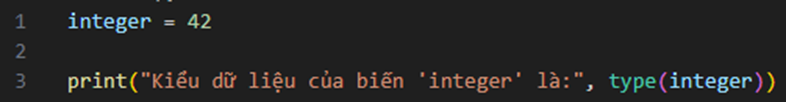 1 integer = 42
2
3 print("Kiểu dữ liệu của biến 'integer' là:", type(integer))